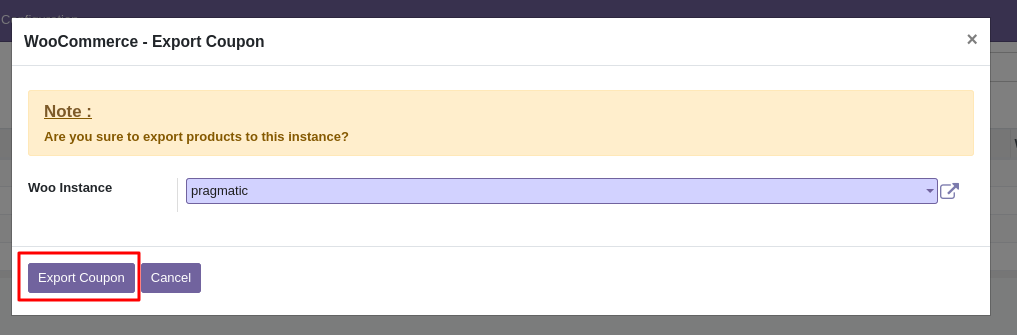 Configuration
WooCommerce - Export Coupon
×
Note :
Are you sure to export products to this instance?
Woo Instance
pragmatic
Export Coupon
Cancel